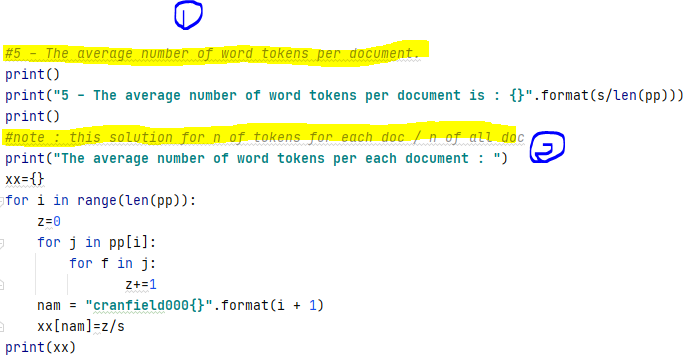 1
#5 - The average number of word tokens per document.
print()
print("5 - The average number of word tokens per document is : {}".format(s/len(pp)))
print()
#note : this solution for n of tokens for each doc / n of all doc
2
print("The average number of word tokens per each document : ")
xx={}
for i in range(len(pp)):
    z=0
    for j in pp[i]:
        for f in j:
            z+=1
    nam = "cranfield000{}".format(i + 1)
    xx[nam]=z/s
print(xx)